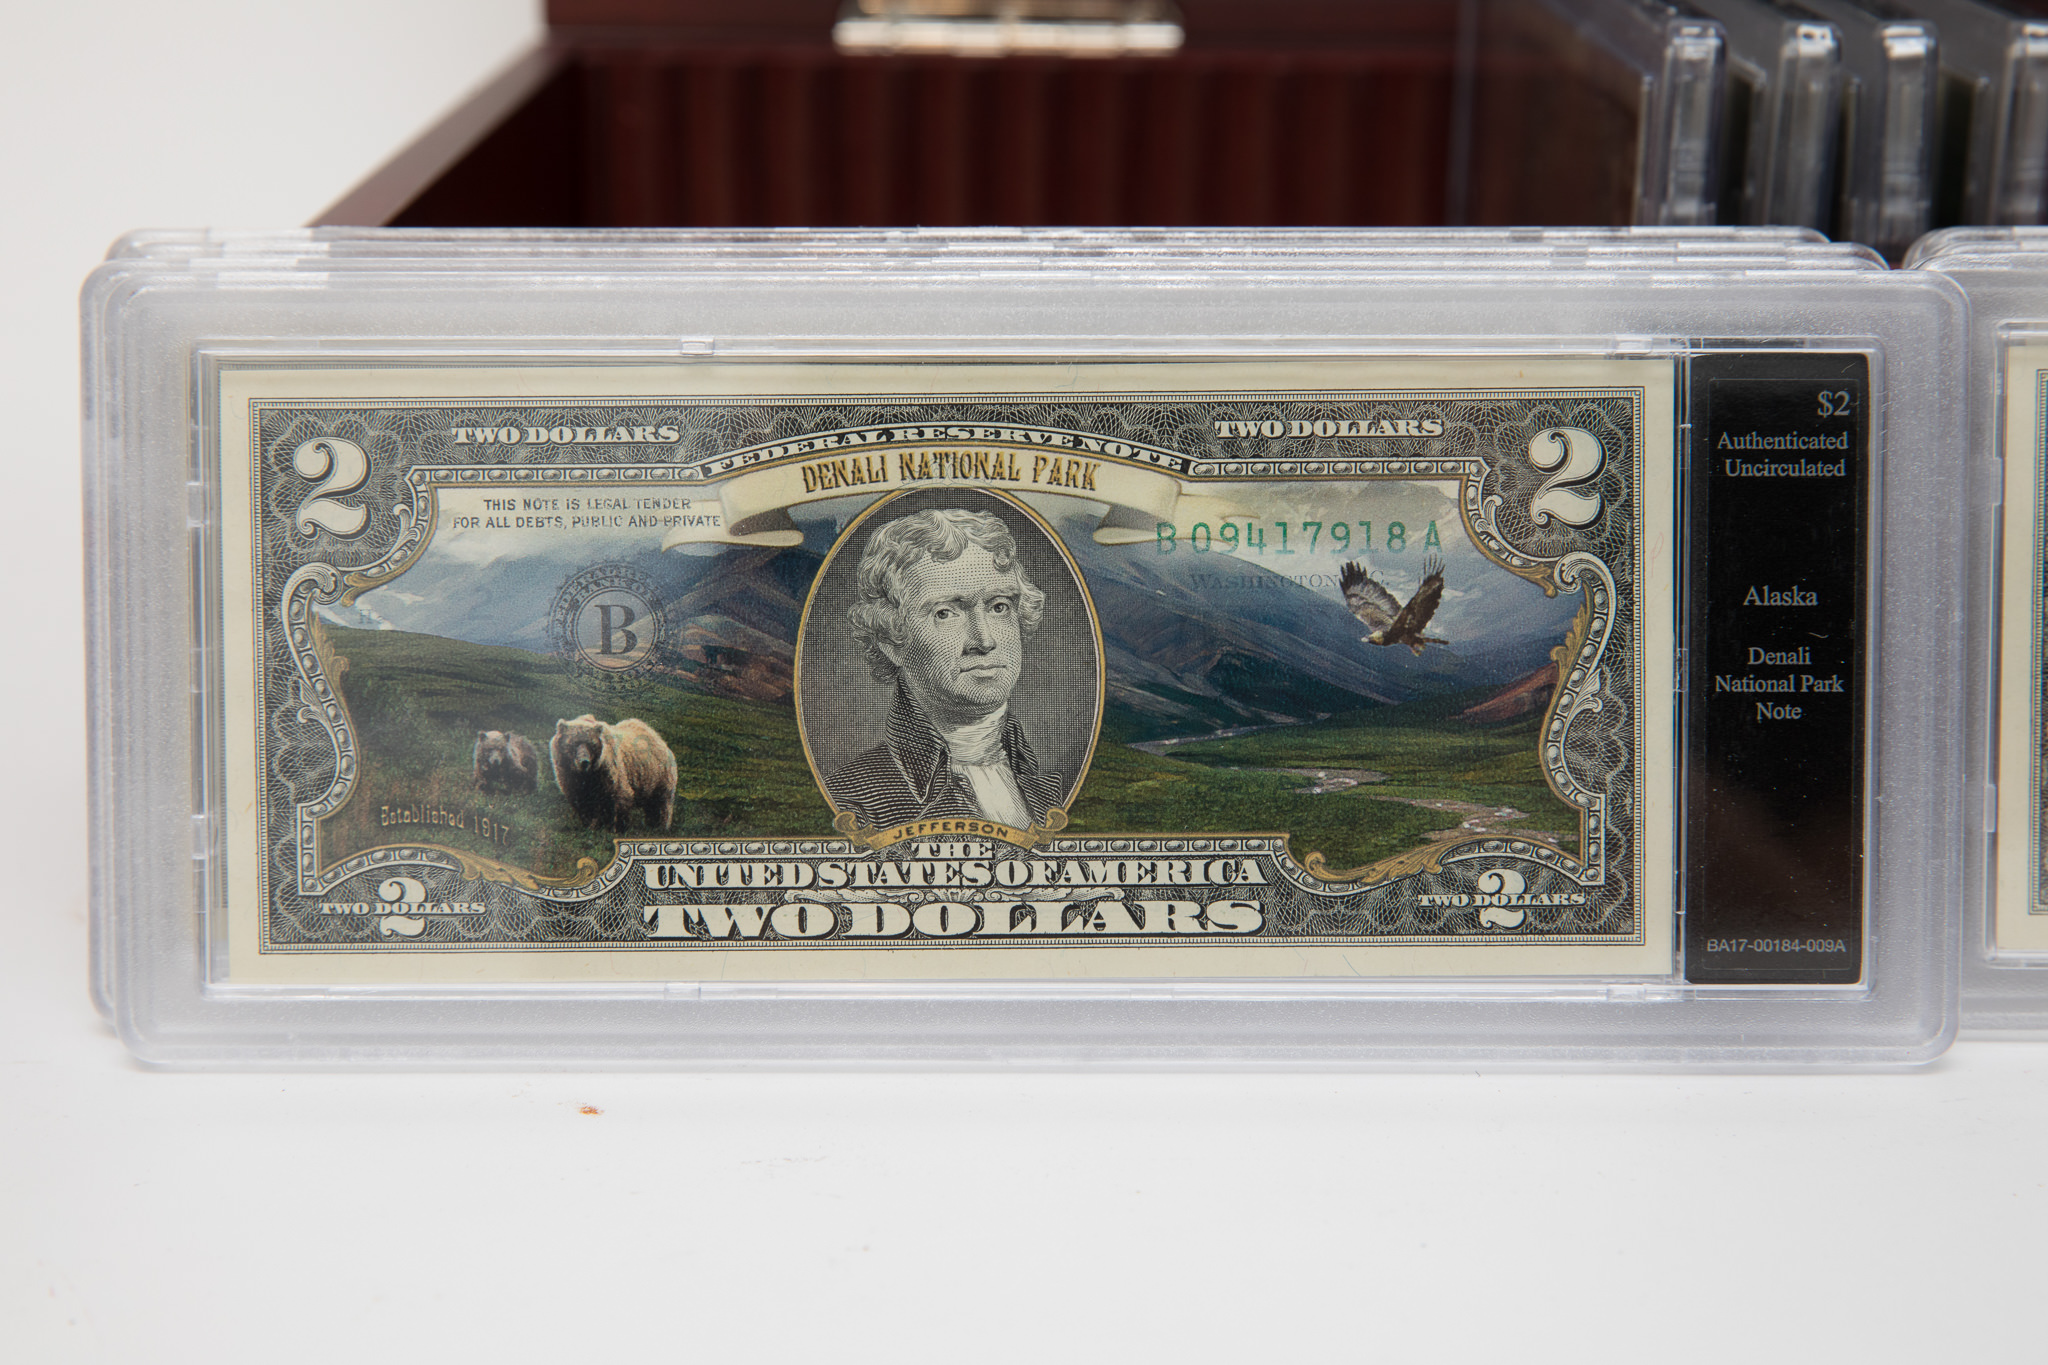 2
TWO DOLLARS
FEDERAL RESERVE NOTE
TWO DOLLARS
2
DENALI NATIONAL PARK
THIS NOTE IS LEGAL TENDER
FOR ALL DEBTS, PUBLIC AND PRIVATE
B 09417918 A
WASHINGTON, D.C.
B
Established 1917
JEFFERSON
THE
UNITED STATES OF AMERICA
TWO DOLLARS
2
TWO DOLLARS
2
TWO DOLLARS
$2
Authenticated
Uncirculated
Alaska
Denali
National Park
Note
BA17-00184-009A